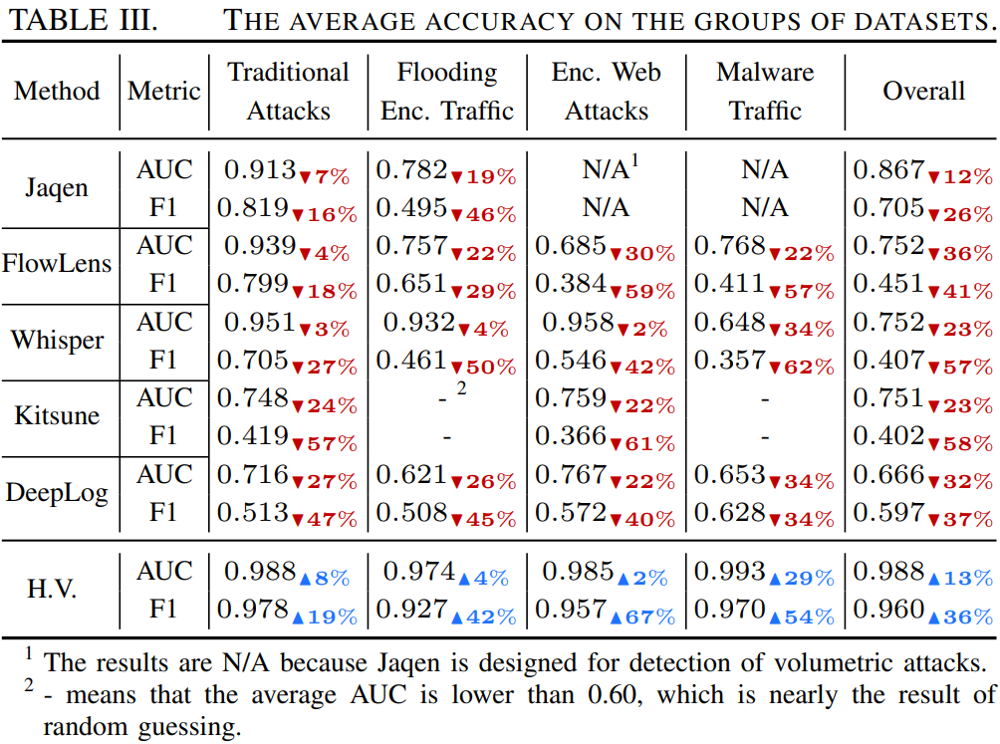 TABLE III. THE AVERAGE ACCURACY ON THE GROUPS OF DATASETS.
Method Metric Traditional Attacks Flooding Enc. Traffic Enc. Web Attacks Malware Traffic Overall
Jaqen AUC 0.913▼7% 0.782▼19% N/A1 N/A 0.867▼12%
F1 0.819▼16% 0.495▼46% N/A N/A 0.705▼26%
FlowLens AUC 0.939▼4% 0.757▼22% 0.685▼30% 0.768▼22% 0.752▼36%
F1 0.799▼18% 0.651▼29% 0.384▼59% 0.411▼57% 0.451▼41%
Whisper AUC 0.951▼3% 0.932▼4% 0.958▼2% 0.648▼34% 0.752▼23%
F1 0.705▼27% 0.461▼50% 0.546▼42% 0.357▼62% 0.407▼57%
Kitsune AUC 0.748▼24% - 2 0.759▼22% - 0.751▼23%
F1 0.419▼57% - 0.366▼61% - 0.402▼58%
DeepLog AUC 0.716▼27% 0.621▼26% 0.767▼22% 0.653▼34% 0.666▼32%
F1 0.513▼47% 0.508▼45% 0.572▼40% 0.628▼34% 0.597▼37%
H.V. AUC 0.988▲8% 0.974▲4% 0.985▲2% 0.993▲29% 0.988▲13%
F1 0.978▲19% 0.927▲42% 0.957▲67% 0.970▲54% 0.960▲36%
1 The results are N/A because Jaqen is designed for detection of volumetric attacks.
2 - means that the average AUC is lower than 0.60, which is nearly the result of
random guessing.